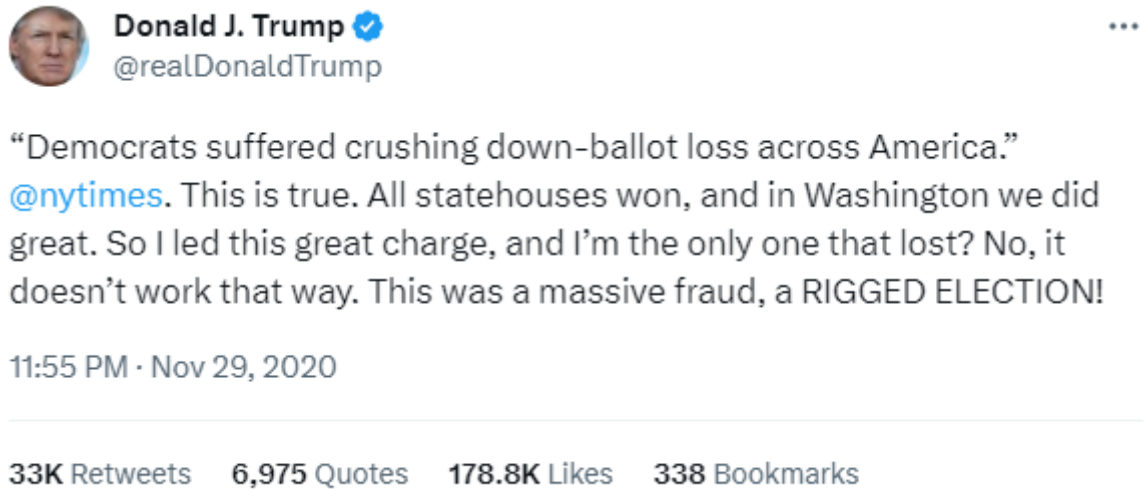 Donald J. Trump
@realDonaldTrump
“Democrats suffered crushing down-ballot loss across America.”
@nytimes. This is true. All statehouses won, and in Washington we did
great. So I led this great charge, and I’m the only one that lost? No, it
doesn’t work that way. This was a massive fraud, a RIGGED ELECTION!
11:55 PM · Nov 29, 2020
33K Retweets 6,975 Quotes 178.8K Likes 338 Bookmarks